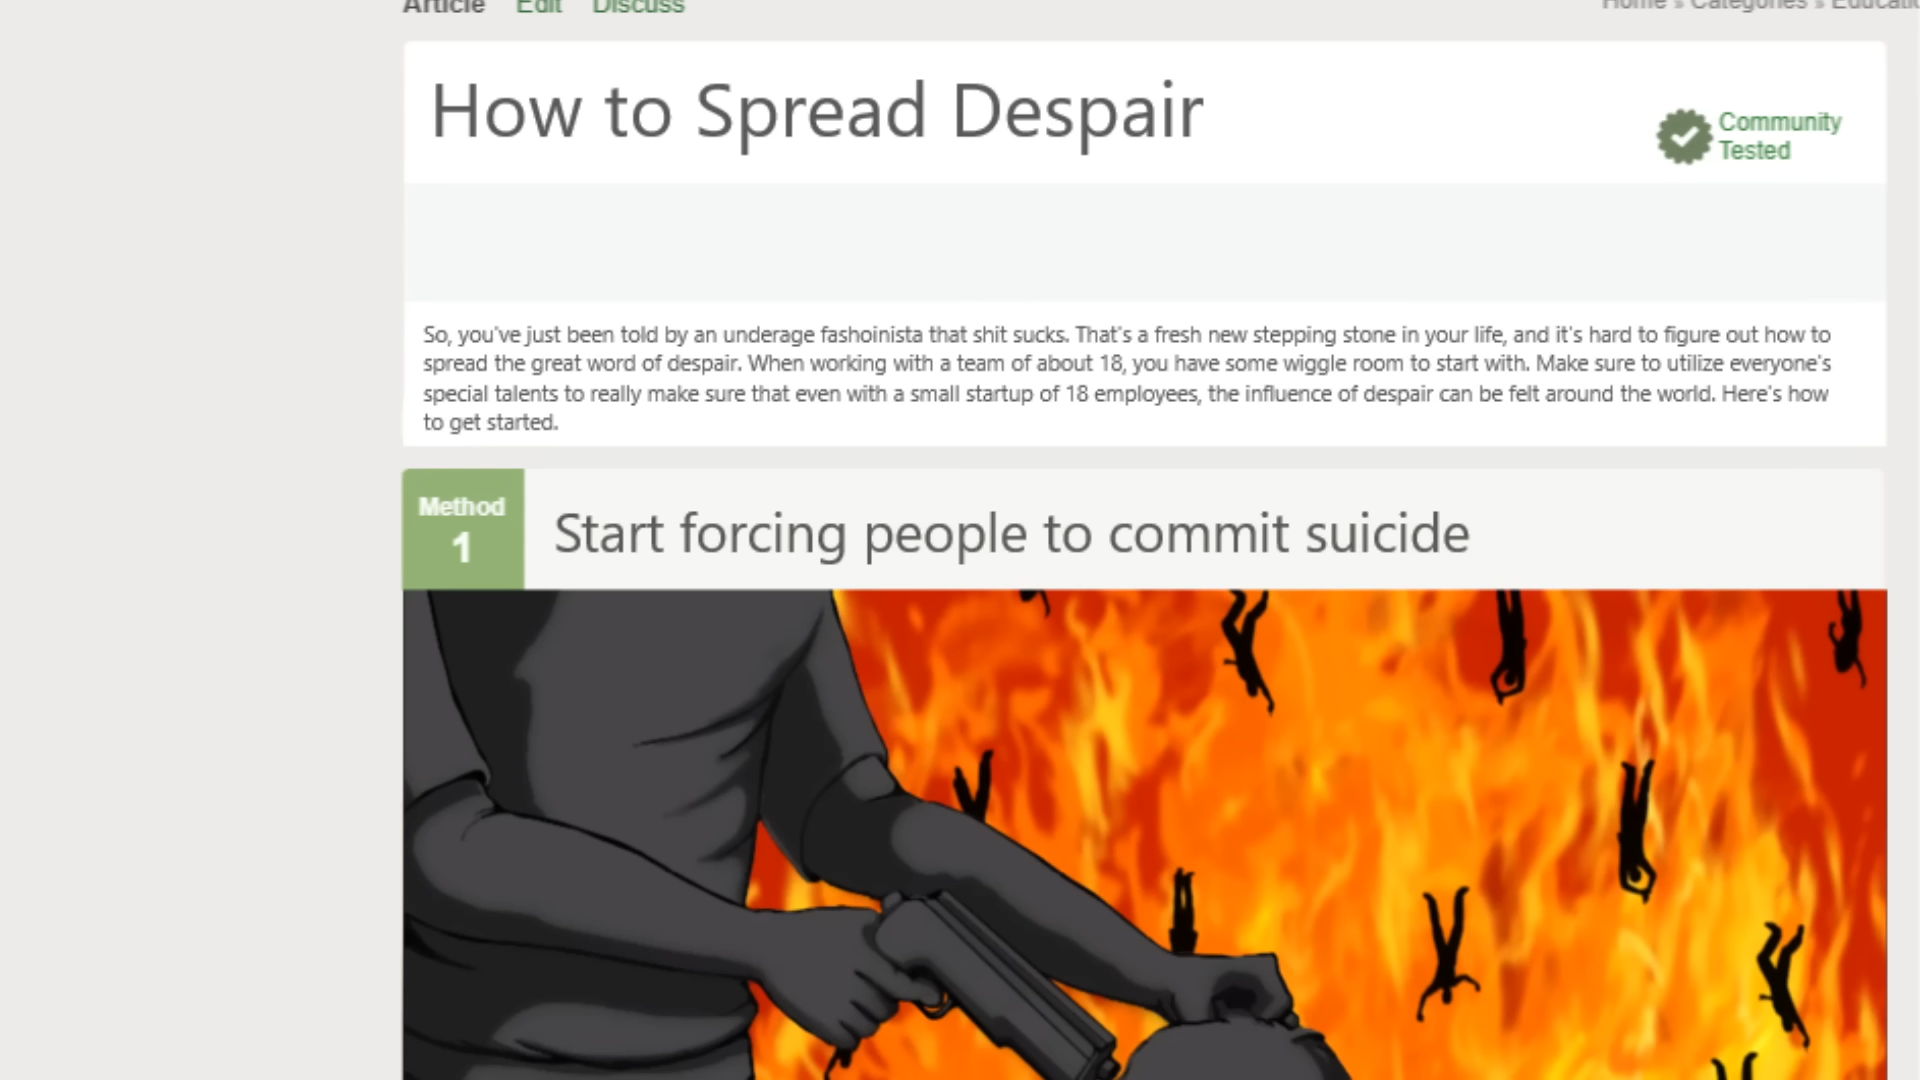 Article Edit Discuss
Home » Categories » Educatio
How to Spread Despair
Community
Tested
So, you've just been told by an underage fashoinista that shit sucks. That's a fresh new stepping stone in your life, and it's hard to figure out how to
spread the great word of despair. When working with a team of about 18, you have some wiggle room to start with. Make sure to utilize everyone's
special talents to really make sure that even with a small startup of 18 employees, the influence of despair can be felt around the world. Here's how
to get started.
Method
1
Start forcing people to commit suicide